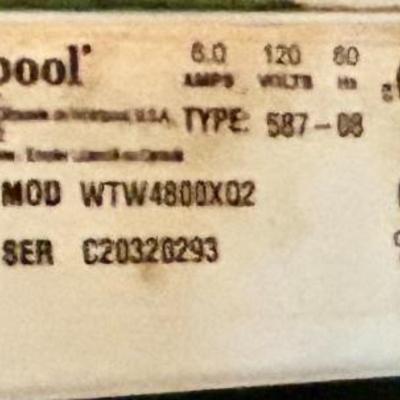 pool
6.0 120 60
AMPS VOLTS Hz
U.S.A. TYPE: 587-08
MOD WTW4800XQ2
SER C20320293